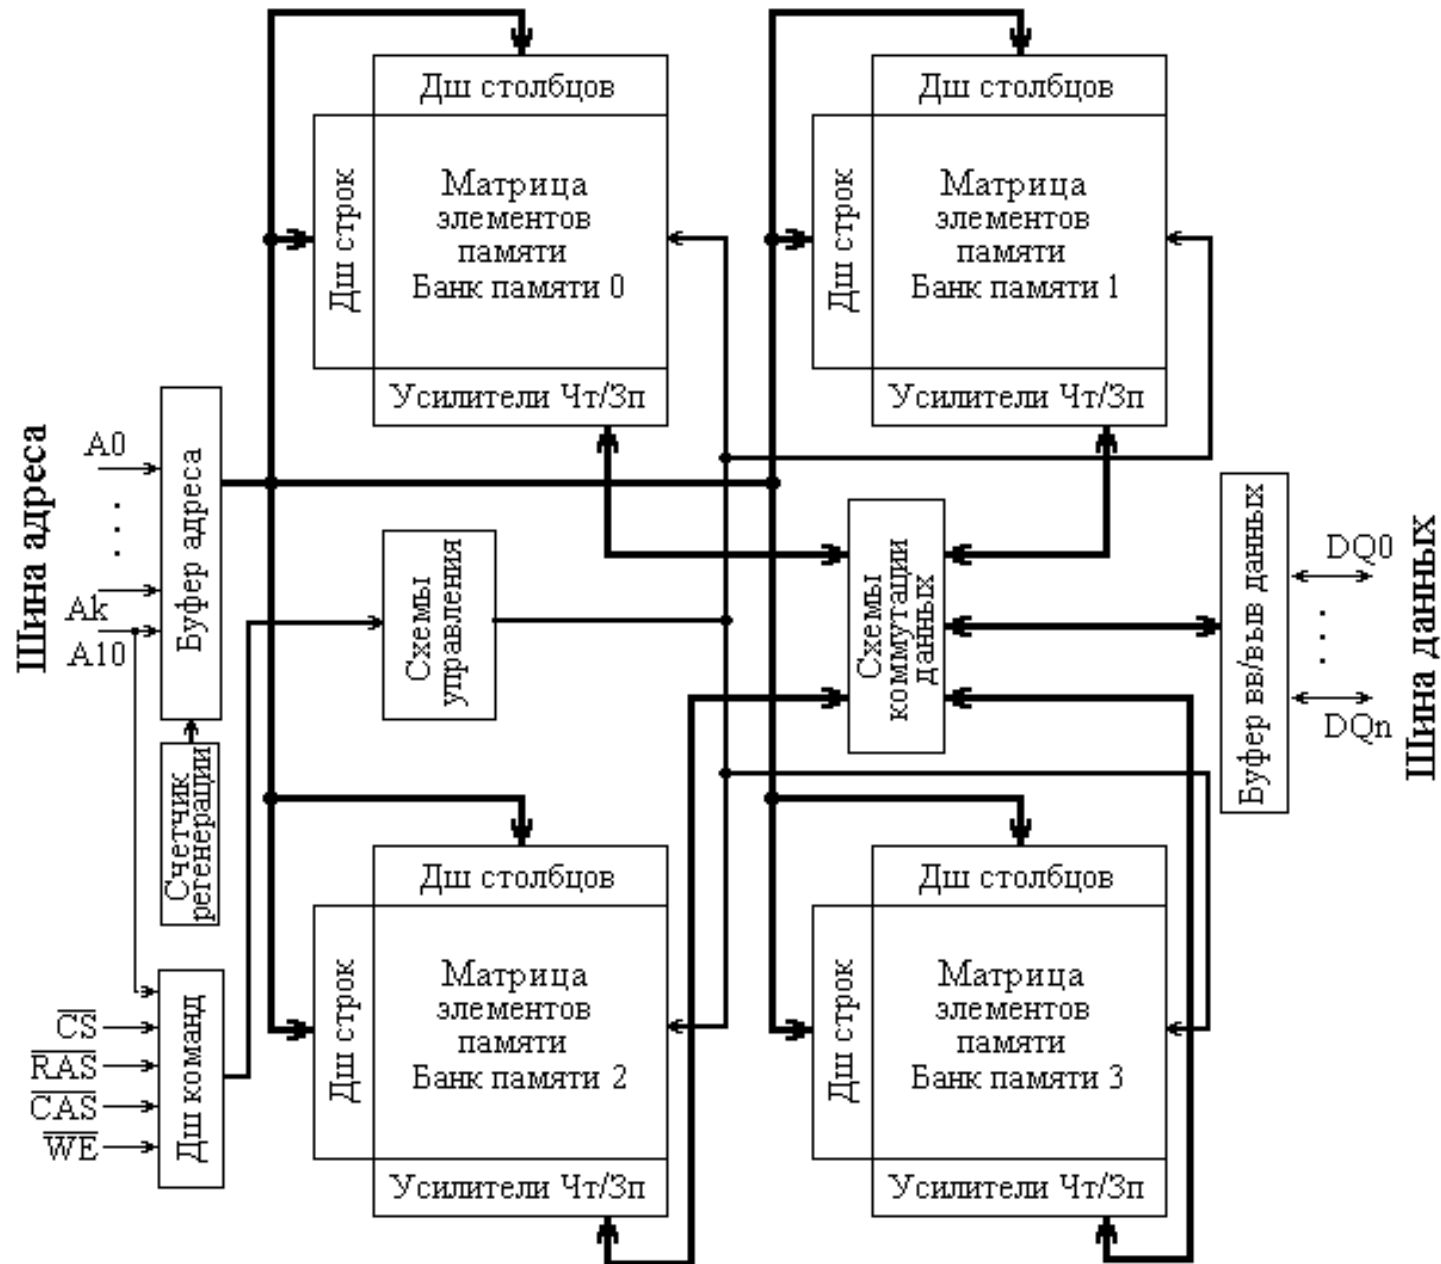 Дш столбцов
Дш строк
Матрица
элементов
памяти
Банк памяти 0
Усилители Чт/Зп
Дш столбцов
Дш строк
Матрица
элементов
памяти
Банк памяти 1
Усилители Чт/Зп
Шина адреса
A0
. . .
Ak
A10
Буфер адреса
Счетчик
регенерации
Схемы
управления
Схемы
коммутации
данных
Буфер вв/выв данных
DQ0
. . .
DQn
Шина данных
CS
RAS
CAS
WE
Дш команд
Дш столбцов
Дш строк
Матрица
элементов
памяти
Банк памяти 2
Усилители Чт/Зп
Дш столбцов
Дш строк
Матрица
элементов
памяти
Банк памяти 3
Усилители Чт/Зп